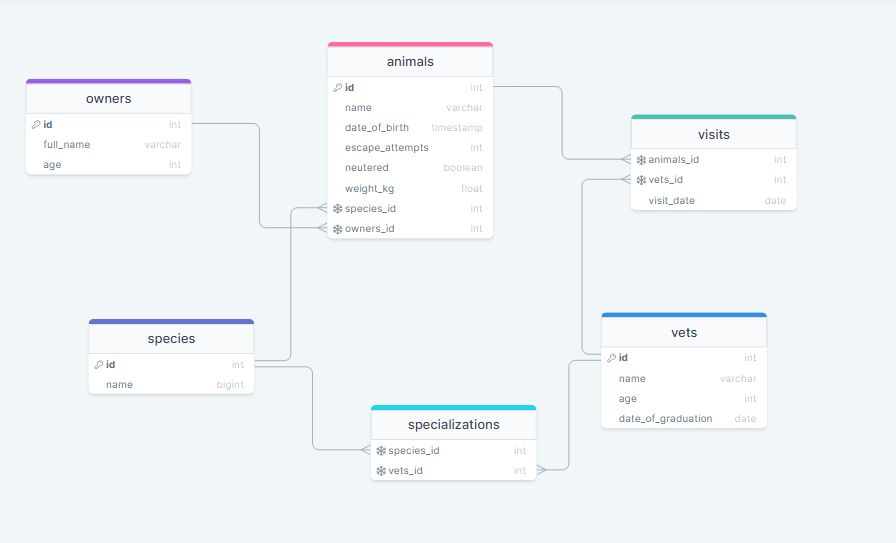 owners
id int
full_name varchar
age int
animals
id int
name varchar
date_of_birth timestamp
escape_attempts int
neutered boolean
weight_kg float
species_id int
owners_id int
visits
animals_id int
vets_id int
visit_date date
species
id int
name bigint
vets
id int
name varchar
age int
date_of_graduation date
specializations
species_id int
vets_id int